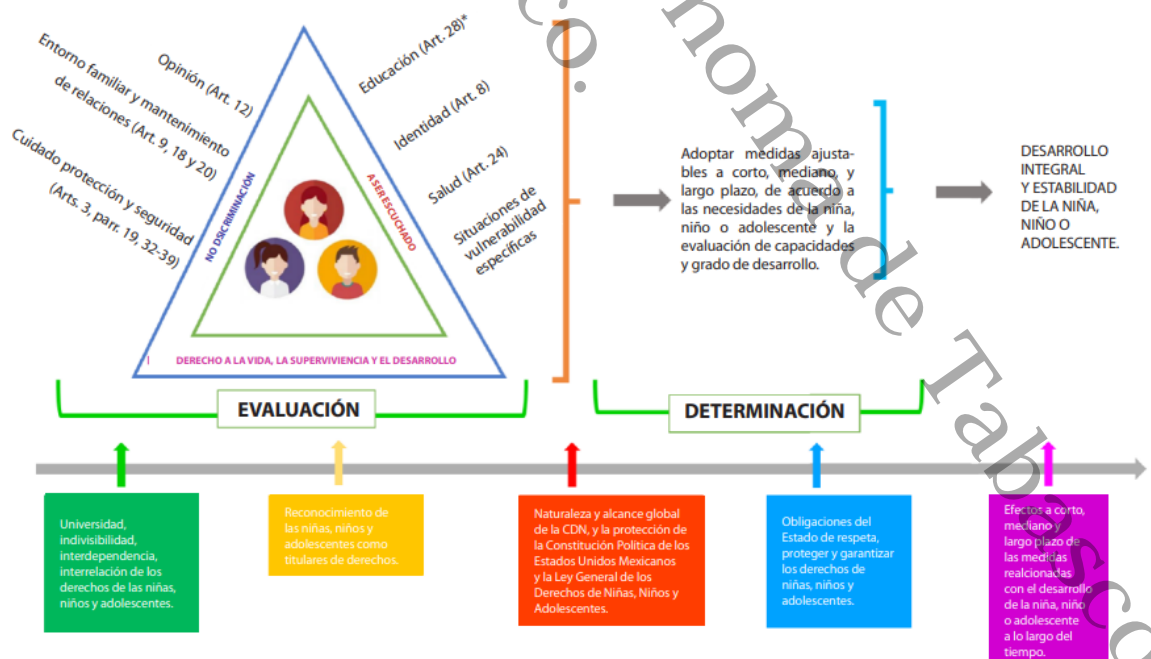 Opinión (Art. 12)
Entorno familiar y mantenimiento
de relaciones (Art. 9, 18 y 20)
Cuidado protección y seguridad
(Arts. 3, parr. 19, 32-39)
Educación (Art. 28)*
Identidad (Art. 8)
Salud (Art. 24)
Situaciones de
vulnerabilidad
específicas
NO DSICRIMINACIÓN
A SER ESCUCHADO
DERECHO A LA VIDA, LA SUPERVIVIENCIA Y EL DESARROLLO
Adoptar medidas ajusta-
bles a corto, mediano, y
largo plazo, de acuerdo a
las necesidades de la niña,
niño o adolescente y la
evaluación de capacidades
y grado de desarrollo.
DESARROLLO
INTEGRAL
Y ESTABILIDAD
DE LA NIÑA,
NIÑO O
ADOLESCENTE.
EVALUACIÓN
DETERMINACIÓN
Universidad,
indivisibilidad,
interdependencia,
interrelación de los
derechos de las niñas,
niños y adolescentes.
Reconocimiento de
las niñas, niños y
adolescentes como
titulares de derechos.
Naturaleza y alcance global
de la CDN, y la protección de
la Constitución Política de los
Estados Unidos Mexicanos
y la Ley General de los
Derechos de Niñas, Niños y
Adolescentes.
Obligaciones del
Estado de respeta,
proteger y garantizar
los derechos de
niñas, niños y
adolescentes.
Efectos a corto,
mediano y
largo plazo de
las medidas
realcionadas
con el desarrollo
de la niña, niño
o adolescente
a lo largo del
tiempo.
co.
noma de Tabasco